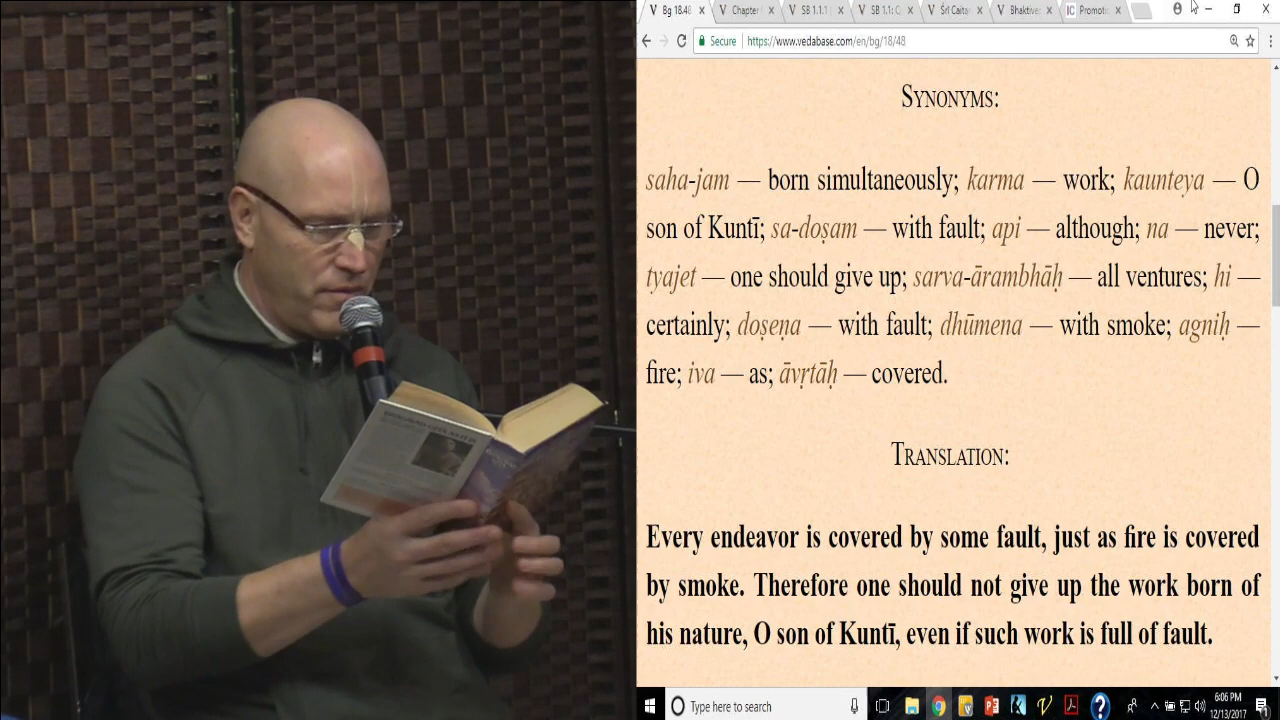 Bg 18.48
Chapter
SB 1.1.1
SB 1.1: Q
Śrī Caita
Bhaktive
Promoti
Secure https://www.vedabase.com/en/bg/18/48
SYNONYMS:
saha-jam — born simultaneously; karma — work; kaunteya — O
son of Kuntī; sa-doṣam — with fault; api — although; na — never;
tyajet — one should give up; sarva-ārambhāḥ — all ventures; hi —
certainly; doṣeṇa — with fault; dhūmena — with smoke; agniḥ —
fire; iva — as; āvṛtāḥ — covered.
TRANSLATION:
Every endeavor is covered by some fault, just as fire is covered
by smoke. Therefore one should not give up the work born of
his nature, O son of Kuntī, even if such work is full of fault.
Type here to search
6:06 PM
12/13/2017